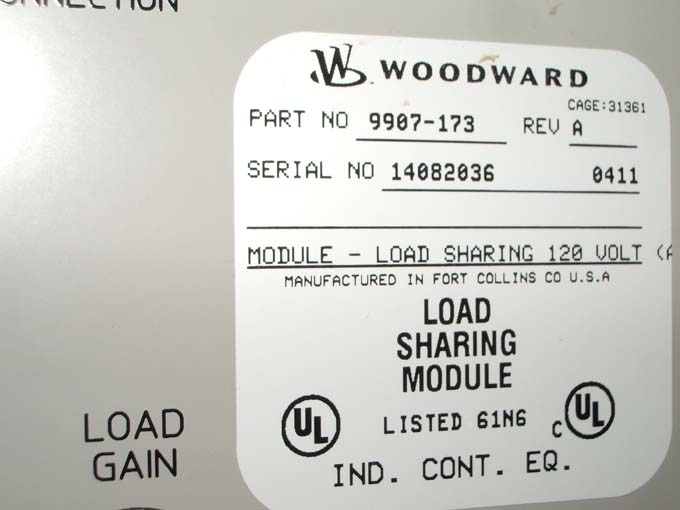 WOODWARD
CAGE:31361
PART NO 9907-173 REV A
SERIAL NO 14082036 0411
MODULE - LOAD SHARING 120 VOLT
MANUFACTURED IN FORT COLLINS CO U.S.A
LOAD
SHARING
MODULE
UL LISTED 61N6 C UL
IND. CONT. EQ.
LOAD
GAIN